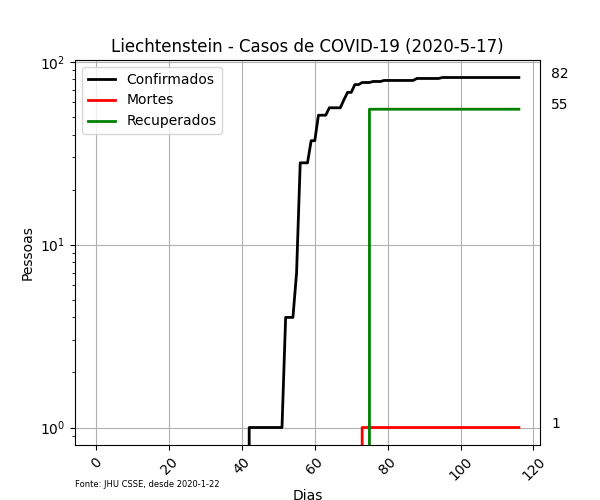 Liechtenstein - Casos de COVID-19 (2020-5-17)
Confirmados
Mortes
Recuperados
82
55
1
Pessoas
10²
10¹
10⁰
0
20
40
60
80
100
120
Dias
Fonte: JHU CSSE, desde 2020-1-22